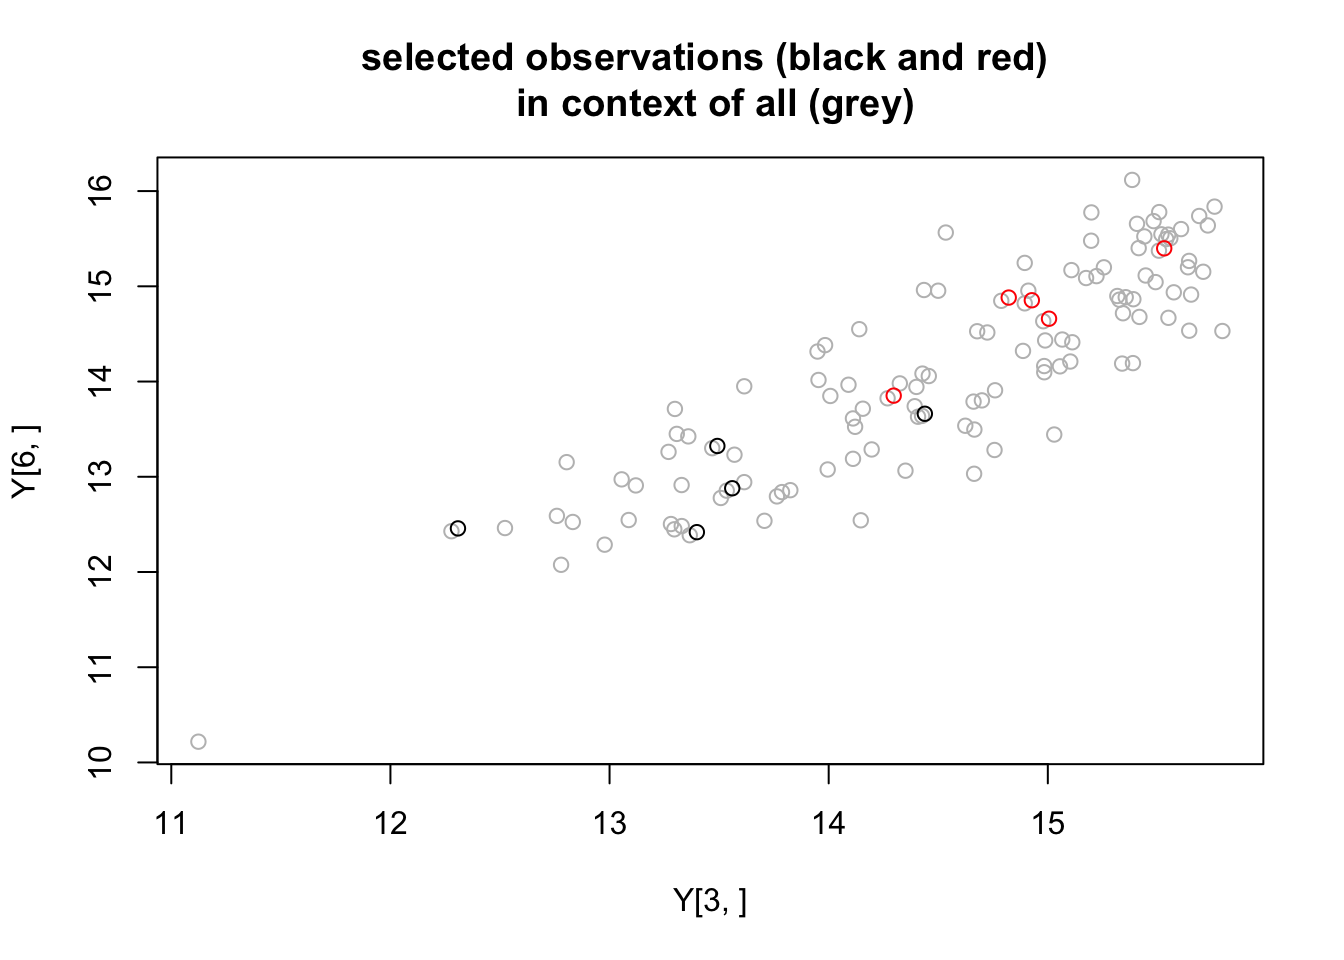 selected observations (black and red)
in context of all (grey)
16
15
14
13
12
11
10
Y[6, ]
11 12 13 14 15
Y[3, ]